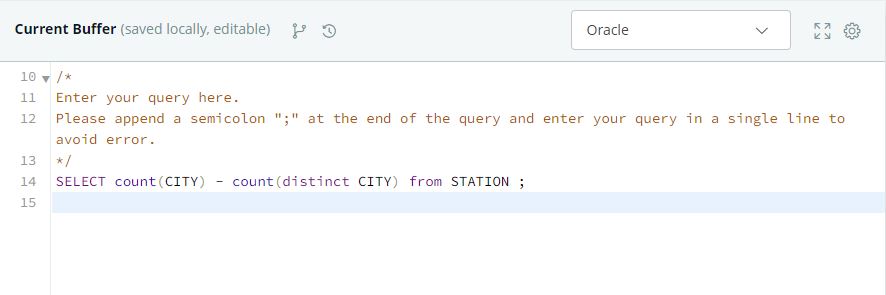 Current Buffer (saved locally, editable)
Oracle
10 /*
11 Enter your query here.
12 Please append a semicolon ";" at the end of the query and enter your query in a single line to
avoid error.
13 */
14 SELECT count(CITY) - count(distinct CITY) from STATION ;
15